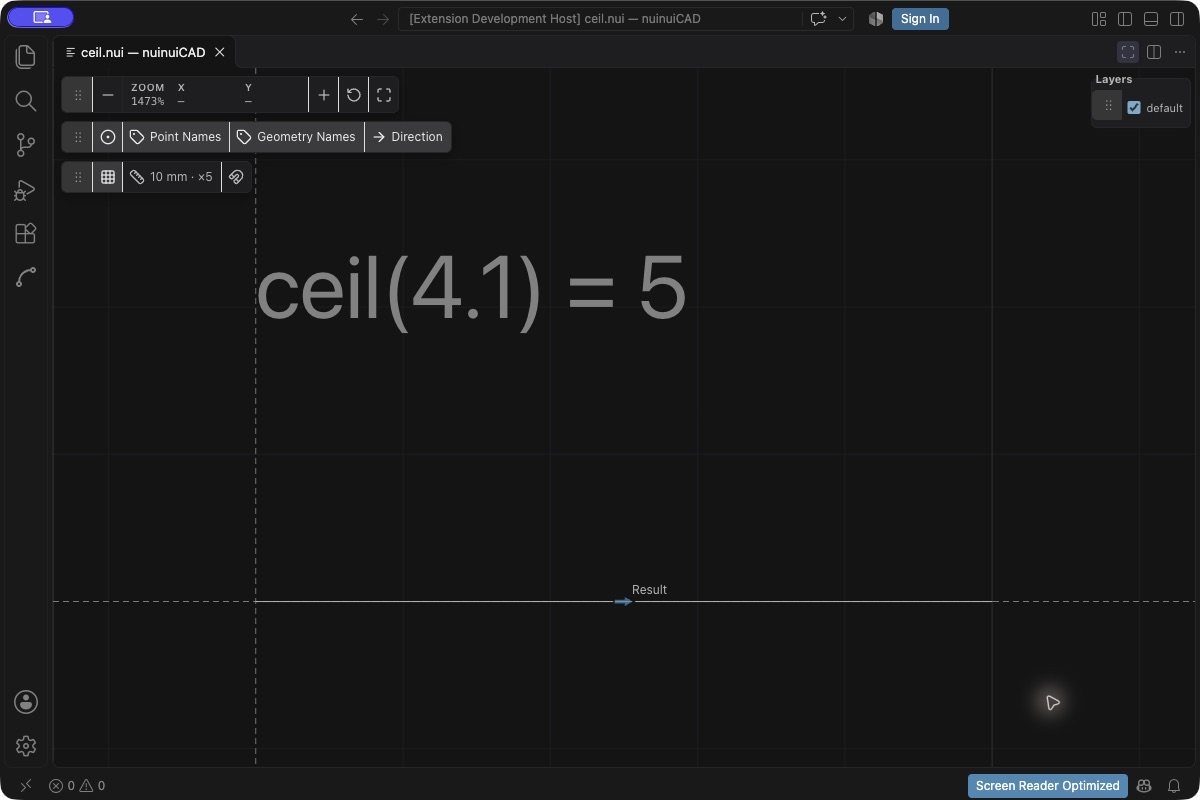 [Extension Development Host] ceil.nui — nuinuiCAD
Sign In
ceil.nui — nuinuiCAD
ZOOM X Y
1473% – –
Layers
default
Point Names Geometry Names Direction
10 mm · ×5
ceil(4.1) = 5
Result
0 0
Screen Reader Optimized